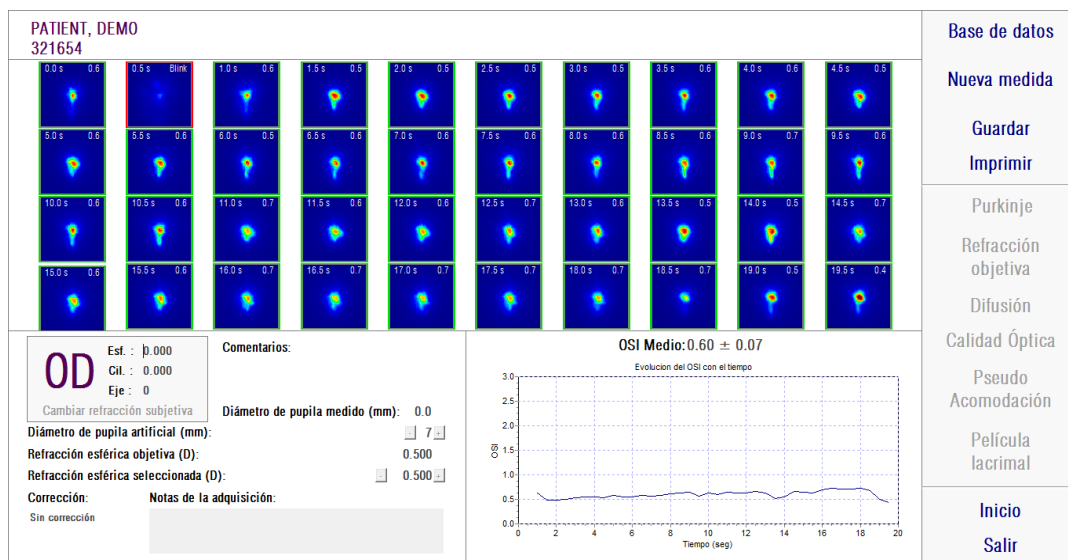 PATIENT, DEMO
321654
0.0 s 0.6
0.5 s Blink
1.0 s 0.6
1.5 s 0.5
2.0 s 0.5
2.5 s 0.5
3.0 s 0.5
3.5 s 0.6
4.0 s 0.6
4.5 s 0.5
5.0 s 0.6
5.5 s 0.6
6.0 s 0.5
6.5 s 0.6
7.0 s 0.6
7.5 s 0.6
8.0 s 0.6
8.5 s 0.6
9.0 s 0.7
9.5 s 0.6
10.0 s 0.6
10.5 s 0.6
11.0 s 0.7
11.5 s 0.6
12.0 s 0.6
12.5 s 0.7
13.0 s 0.6
13.5 s 0.5
14.0 s 0.5
14.5 s 0.7
15.0 s 0.6
15.5 s 0.6
16.0 s 0.7
16.5 s 0.7
17.0 s 0.7
17.5 s 0.7
18.0 s 0.7
18.5 s 0.7
19.0 s 0.5
19.5 s 0.4
OD
Esf. : 0.000
Cil. : 0.000
Eje : 0
Cambiar refracción subjetiva
Comentarios:
Diámetro de pupila medido (mm): 0.0
Diámetro de pupila artificial (mm): - 7 +
Refracción esférica objetiva (D): 0.500
Refracción esférica seleccionada (D): - 0.500 +
Corrección:
Sin corrección
Notas de la adquisición:
OSI Medio: 0.60 ± 0.07
Evolucion del OSI con el tiempo
OSI
3.0
2.5
2.0
1.5
1.0
0.5
0.0
0 2 4 6 8 10 12 14 16 18 20
Tiempo (seg)
Base de datos
Nueva medida
Guardar
Imprimir
Purkinje
Refracción
objetiva
Difusión
Calidad Óptica
Pseudo
Acomodación
Película
lacrimal
Inicio
Salir